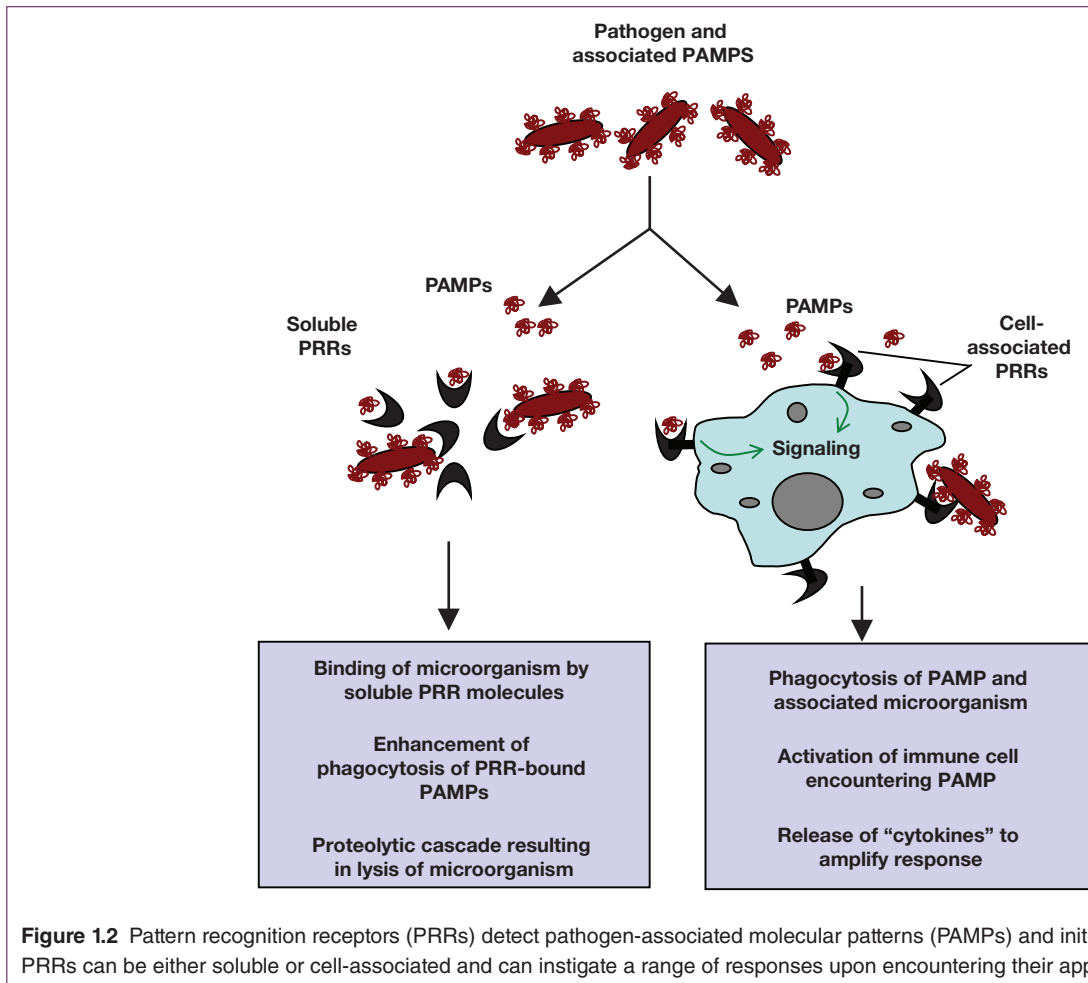 Pathogen and
associated PAMPS
PAMPs
Soluble
PRRs
PAMPs
Cell-
associated
PRRs
Signaling
Binding of microorganism by
soluble PRR molecules
Enhancement of
phagocytosis of PRR-bound
PAMPs
Proteolytic cascade resulting
in lysis of microorganism
Phagocytosis of PAMP and
associated microorganism
Activation of immune cell
encountering PAMP
Release of “cytokines” to
amplify response
Figure 1.2 Pattern recognition receptors (PRRs) detect pathogen-associated molecular patterns (PAMPs) and init
PRRs can be either soluble or cell-associated and can instigate a range of responses upon encountering their app